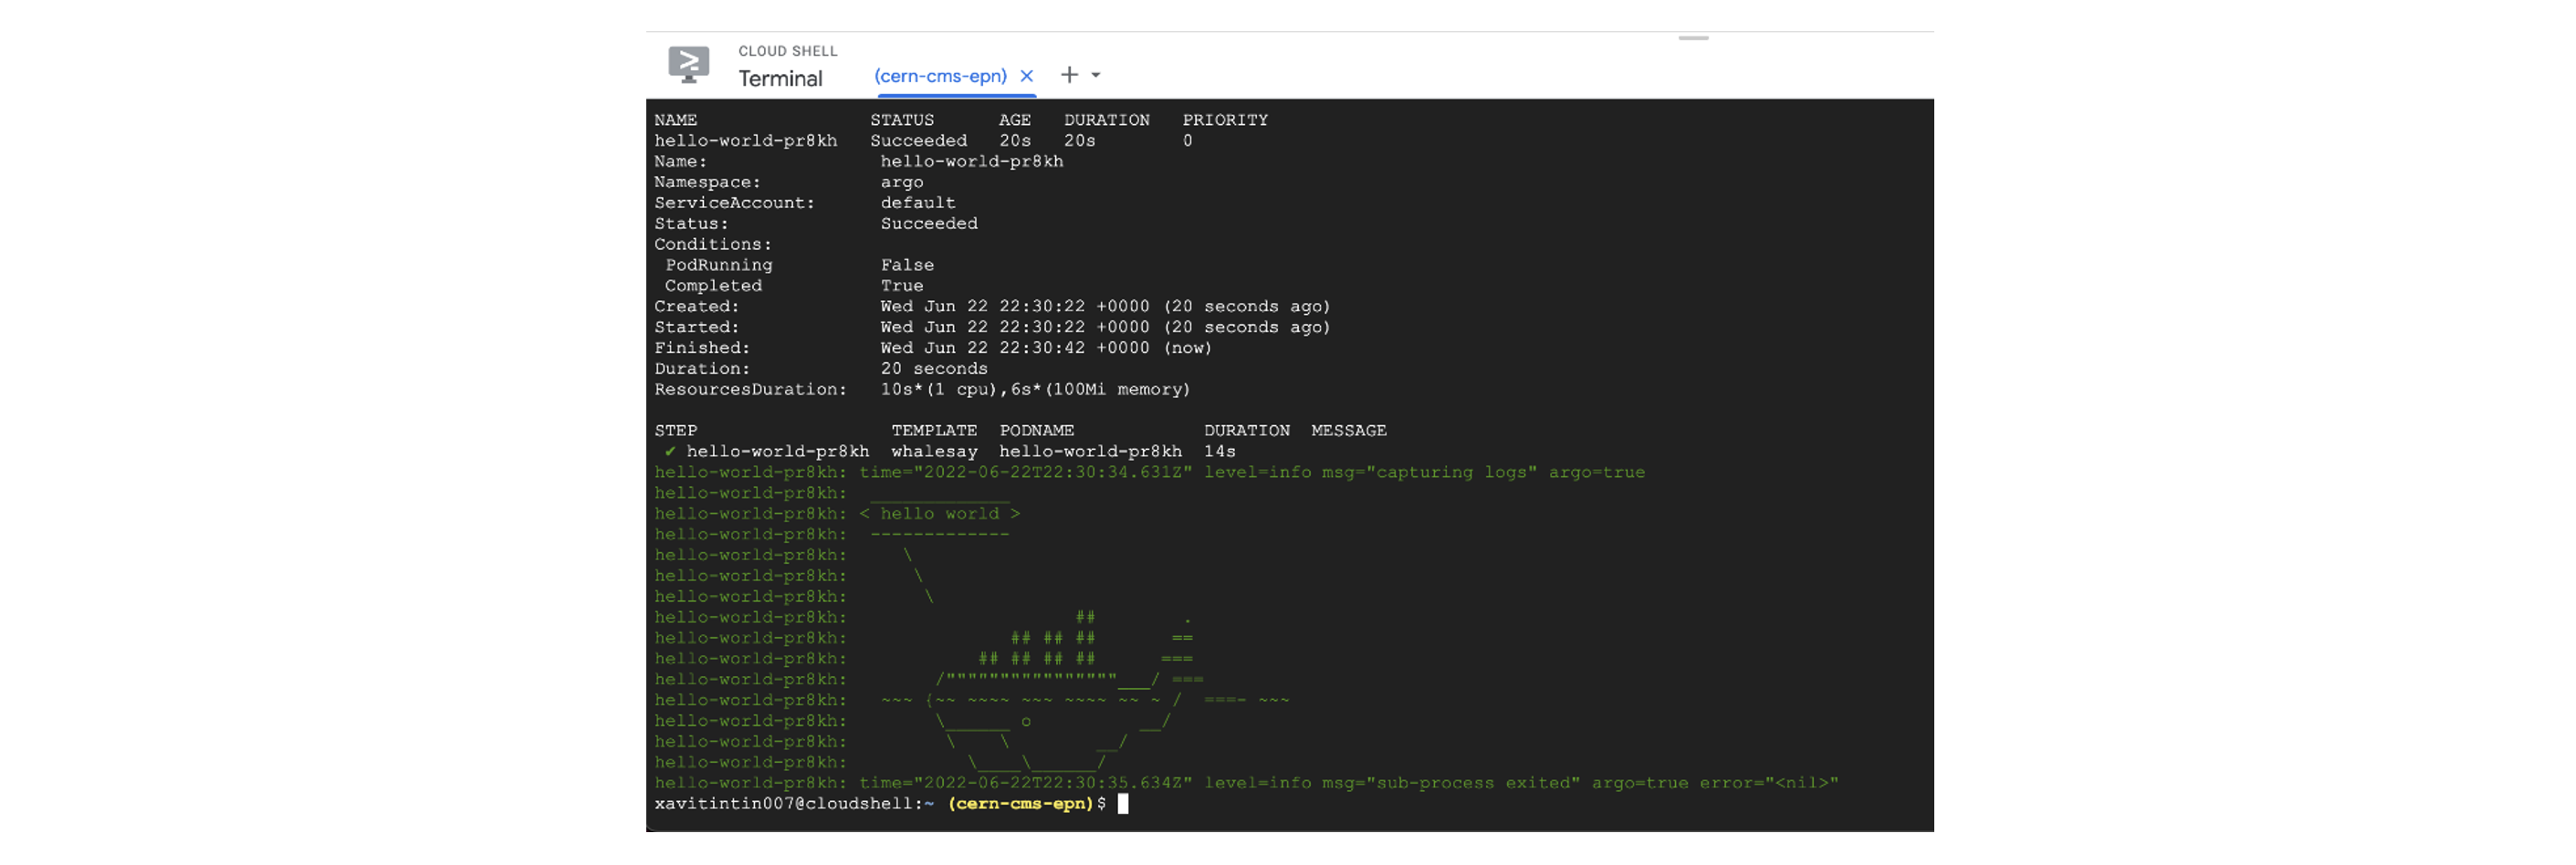 CLOUD SHELL
Terminal (cern-cms-epn) × +
NAME STATUS AGE DURATION PRIORITY
hello-world-pr8kh Succeeded 20s 20s 0
Name: hello-world-pr8kh
Namespace: argo
ServiceAccount: default
Status: Succeeded
Conditions:
PodRunning False
Completed True
Created: Wed Jun 22 22:30:22 +0000 (20 seconds ago)
Started: Wed Jun 22 22:30:22 +0000 (20 seconds ago)
Finished: Wed Jun 22 22:30:42 +0000 (now)
Duration: 20 seconds
ResourcesDuration: 10s*(1 cpu),6s*(100Mi memory)
STEP TEMPLATE PODNAME DURATION MESSAGE
✔ hello-world-pr8kh whalesay hello-world-pr8kh 14s
hello-world-pr8kh: time="2022-06-22T22:30:34.631Z" level=info msg="capturing logs" argo=true
hello-world-pr8kh:  _____________
hello-world-pr8kh: < hello world >
hello-world-pr8kh:  -------------
hello-world-pr8kh:     \
hello-world-pr8kh:      \
hello-world-pr8kh:       \
hello-world-pr8kh:                     ##        .
hello-world-pr8kh:               ## ## ##       ==
hello-world-pr8kh:            ## ## ## ##      ===
hello-world-pr8kh:        /""""""""""""""""___/ ===
hello-world-pr8kh:   ~~~ {~~ ~~~~ ~~~ ~~~~ ~~ ~ /  ===- ~~~
hello-world-pr8kh:        \______ o          __/
hello-world-pr8kh:         \    \        __/
hello-world-pr8kh:           \____\______/
hello-world-pr8kh: time="2022-06-22T22:30:35.634Z" level=info msg="sub-process exited" argo=true error="<nil>"
xavitintin007@cloudshell:~ (cern-cms-epn)$